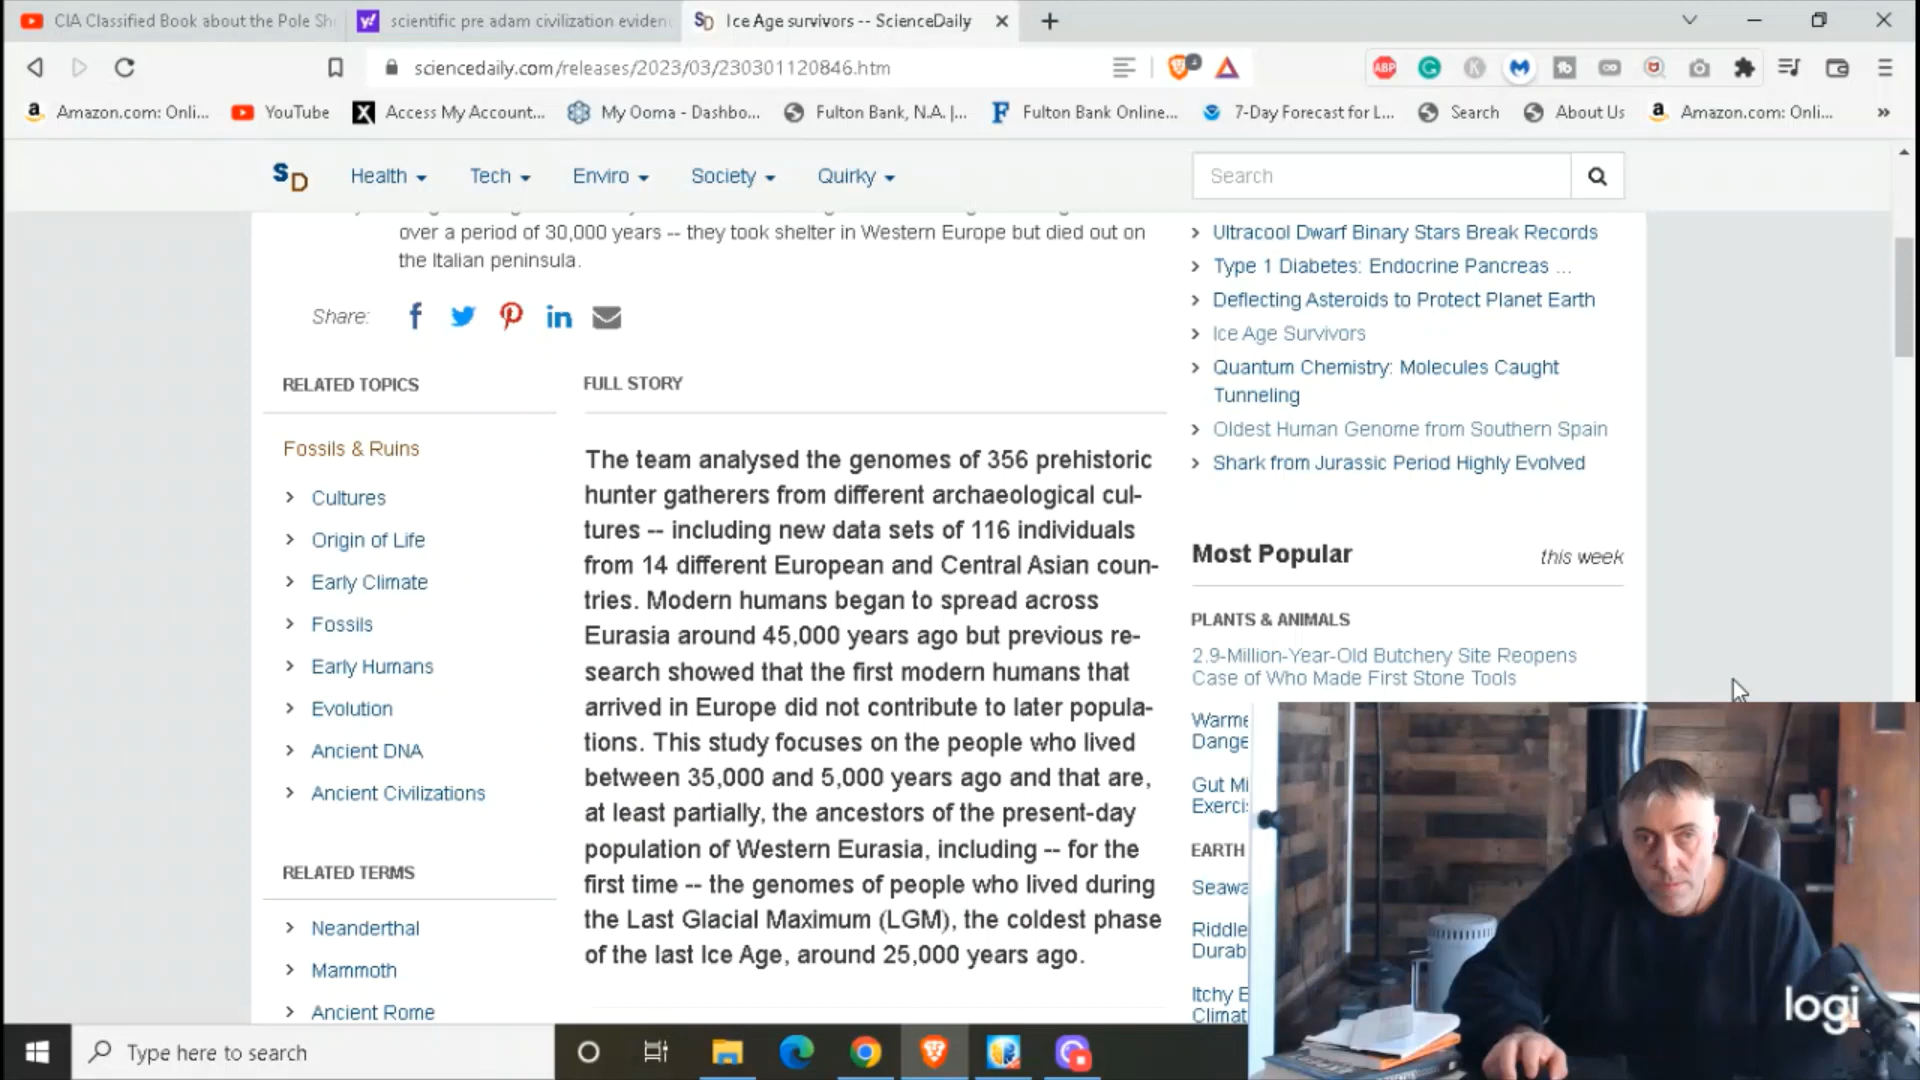 CIA Classified Book about the Pole Sh
scientific pre adam civilization eviden
Ice Age survivors -- ScienceDaily
sciencedaily.com/releases/2023/03/230301120846.htm
Amazon.com: Onli...
YouTube
Access My Account...
My Ooma - Dashbo...
Fulton Bank, N.A. |...
Fulton Bank Online...
7-Day Forecast for L...
Search
About Us
Amazon.com: Onli...
SD
Health
Tech
Enviro
Society
Quirky
Search
over a period of 30,000 years -- they took shelter in Western Europe but died out on
the Italian peninsula.
Share:
RELATED TOPICS
Fossils & Ruins
Cultures
Origin of Life
Early Climate
Fossils
Early Humans
Evolution
Ancient DNA
Ancient Civilizations
RELATED TERMS
Neanderthal
Mammoth
Ancient Rome
FULL STORY
The team analysed the genomes of 356 prehistoric
hunter gatherers from different archaeological cul-
tures -- including new data sets of 116 individuals
from 14 different European and Central Asian coun-
tries. Modern humans began to spread across
Eurasia around 45,000 years ago but previous re-
search showed that the first modern humans that
arrived in Europe did not contribute to later popula-
tions. This study focuses on the people who lived
between 35,000 and 5,000 years ago and that are,
at least partially, the ancestors of the present-day
population of Western Eurasia, including -- for the
first time -- the genomes of people who lived during
the Last Glacial Maximum (LGM), the coldest phase
of the last Ice Age, around 25,000 years ago.
Ultracool Dwarf Binary Stars Break Records
Type 1 Diabetes: Endocrine Pancreas ...
Deflecting Asteroids to Protect Planet Earth
Ice Age Survivors
Quantum Chemistry: Molecules Caught
Tunneling
Oldest Human Genome from Southern Spain
Shark from Jurassic Period Highly Evolved
Most Popular
this week
PLANTS & ANIMALS
2.9-Million-Year-Old Butchery Site Reopens
Case of Who Made First Stone Tools
Warme
Dange
Gut Mi
Exerci
EARTH
Seawa
Riddle
Durab
Itchy E
Climat
logi
Type here to search